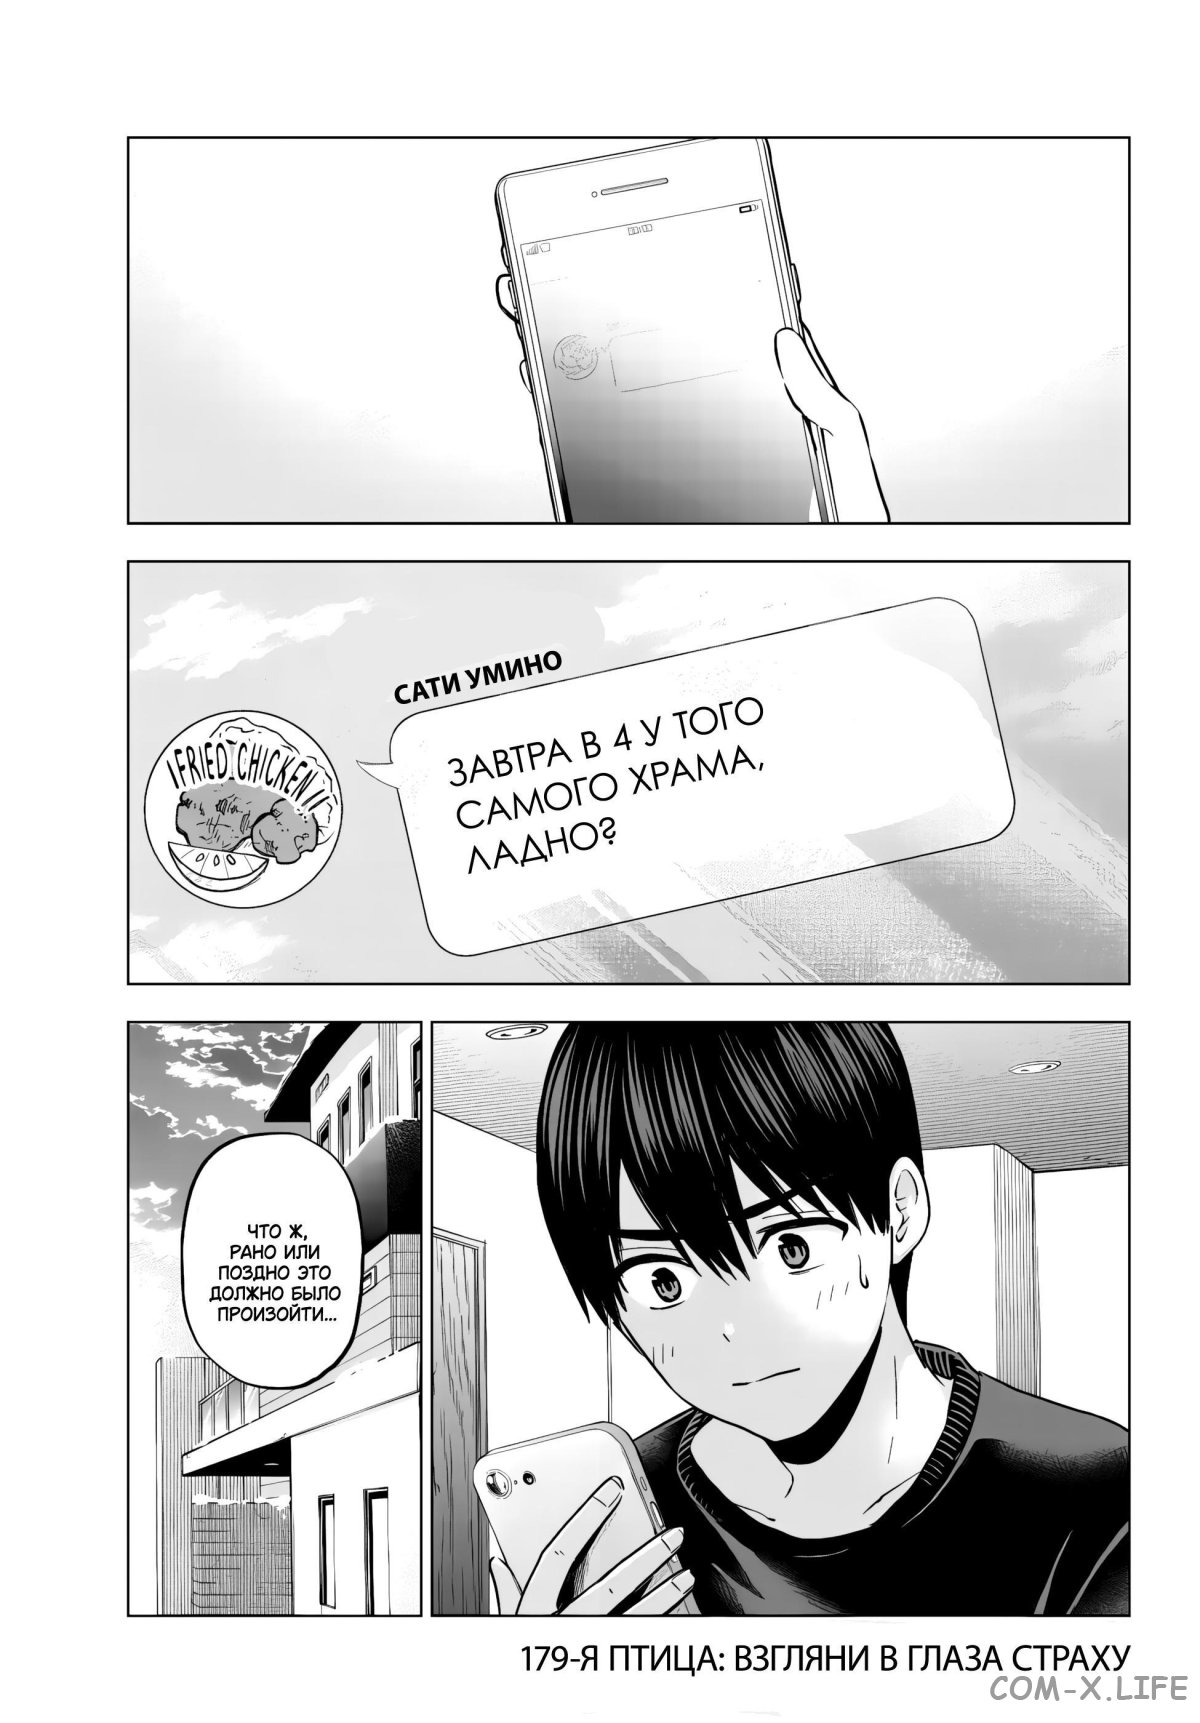 САТИ УМИНО
ЗАВТРА В 4 У ТОГО
САМОГО ХРАМА,
ЛАДНО?
FRIED CHICKEN!!
ЧТО Ж,
РАНО ИЛИ
ПОЗДНО ЭТО
ДОЛЖНО БЫЛО
ПРОИЗОЙТИ...
179-Я ПТИЦА: ВЗГЛЯНИ В ГЛАЗА СТРАХУ
COM-X.LIFE